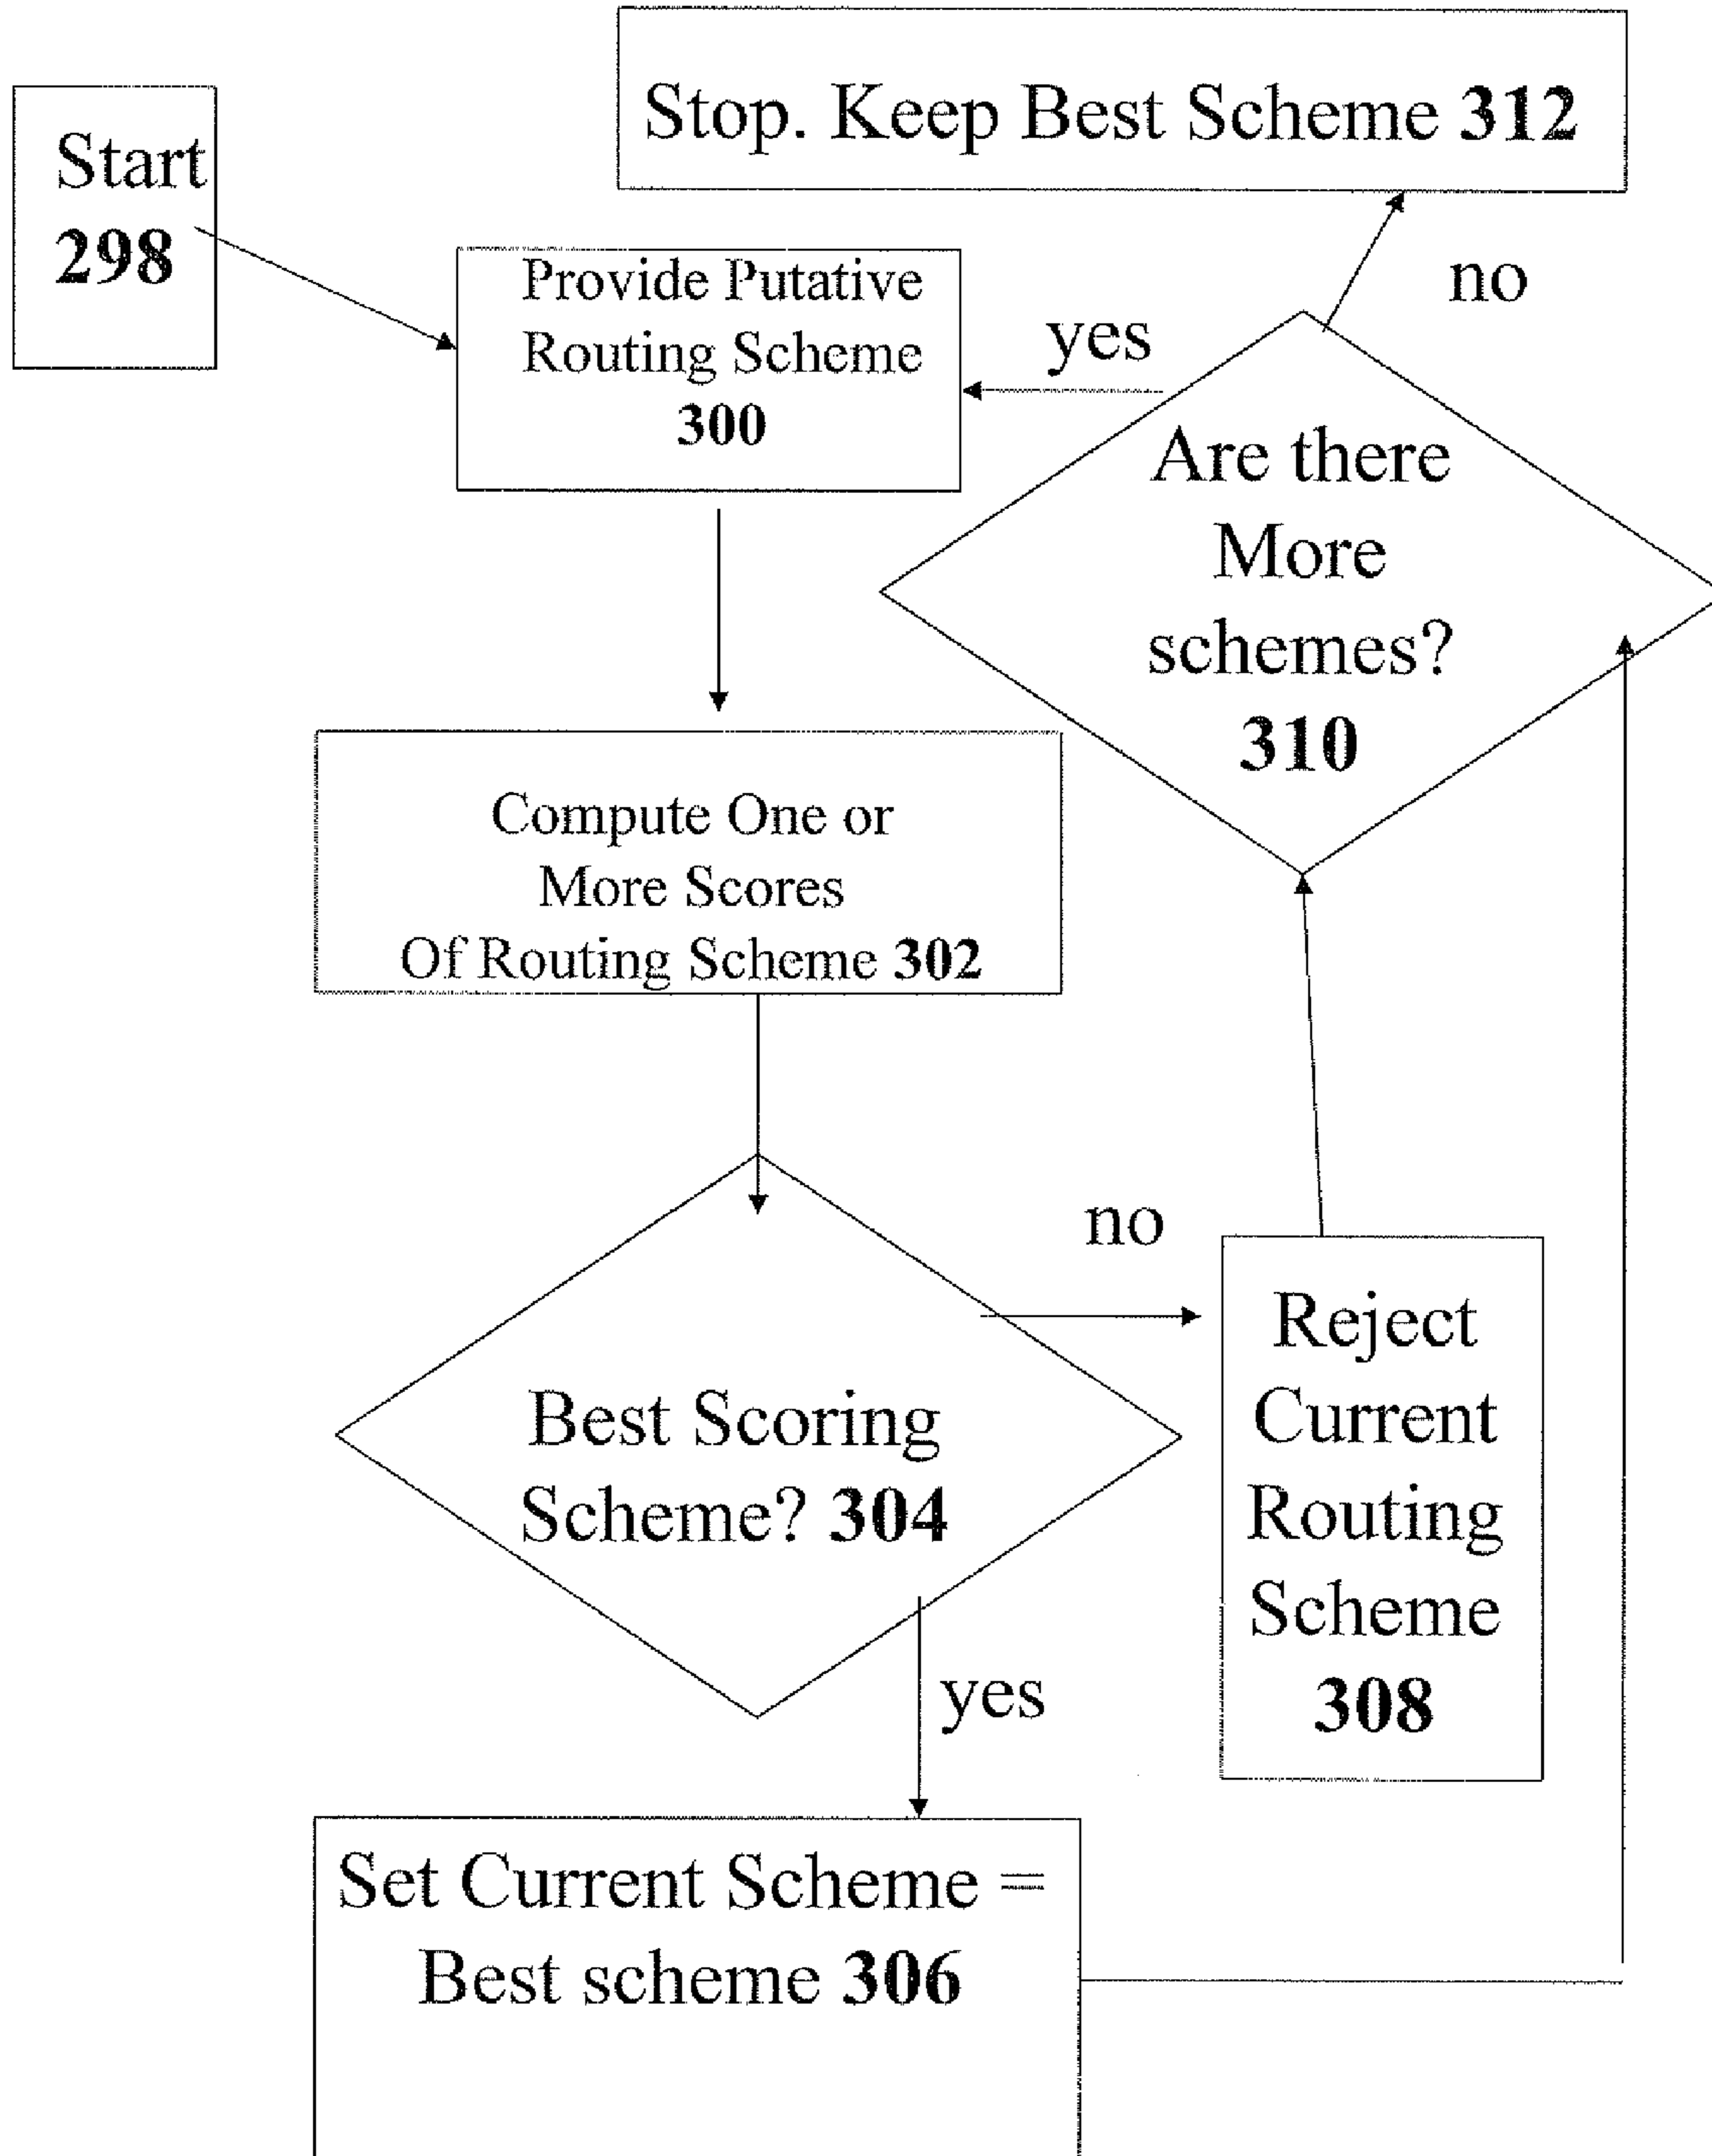 Stop. Keep Best Scheme 312
Start
298
Provide Putative
Routing Scheme
300
yes
no
Are there
More
schemes?
310
Compute One or
More Scores
Of Routing Scheme 302
Best Scoring
Scheme? 304
no
yes
Reject
Current
Routing
Scheme
308
Set Current Scheme =
Best scheme 306